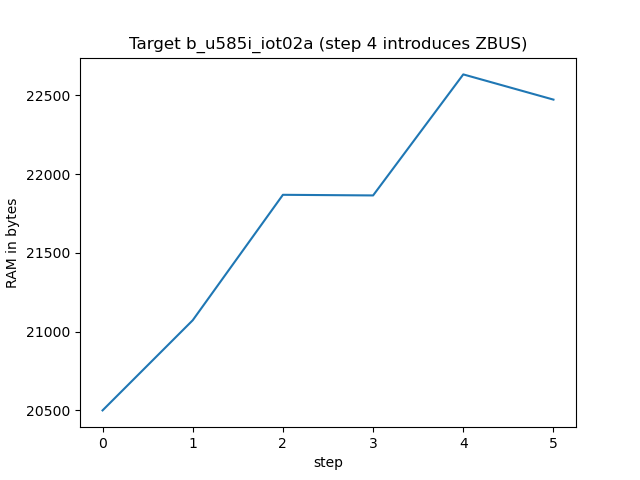 Target b_u585i_iot02a (step 4 introduces ZBUS)
RAM in bytes
22500
22000
21500
21000
20500
0 1 2 3 4 5
step